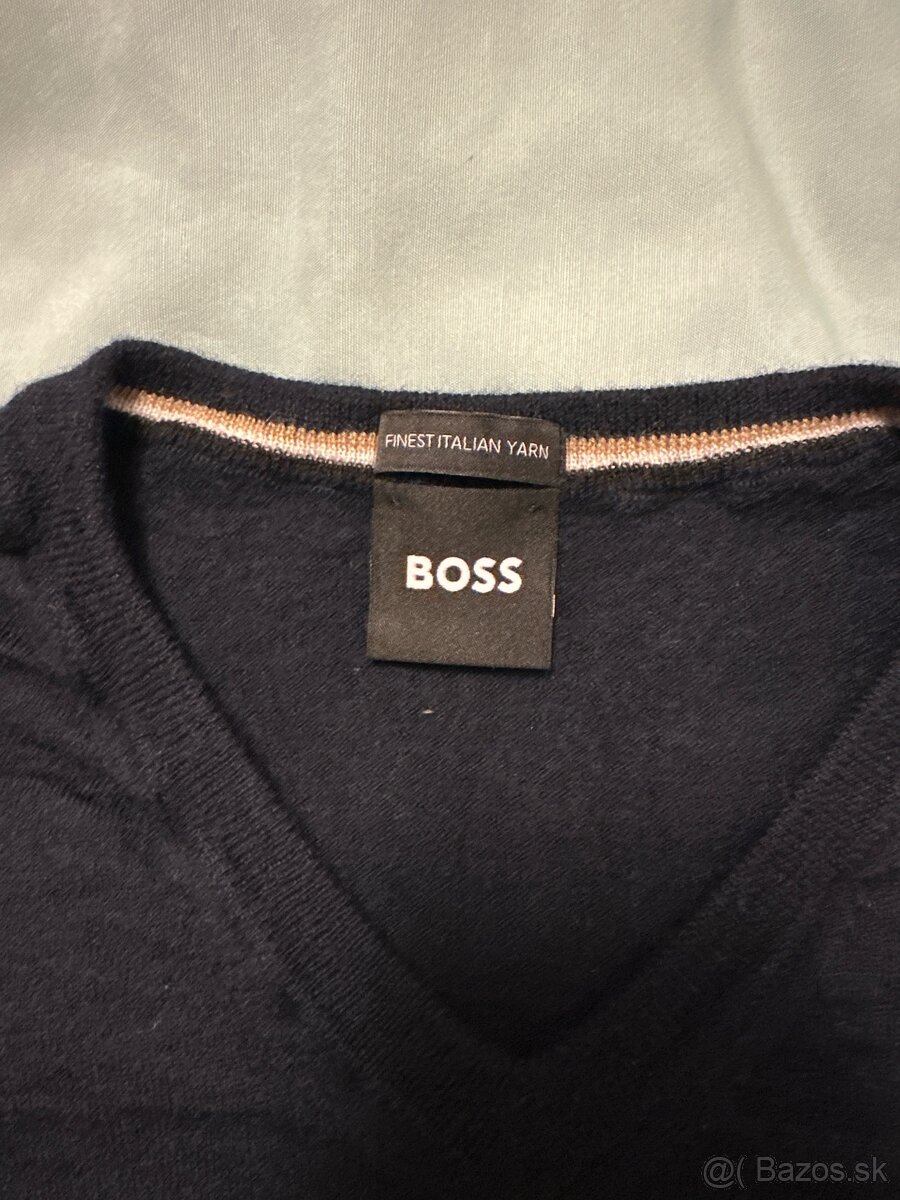 FINEST ITALIAN YARN
BOSS
@( Bazos.sk